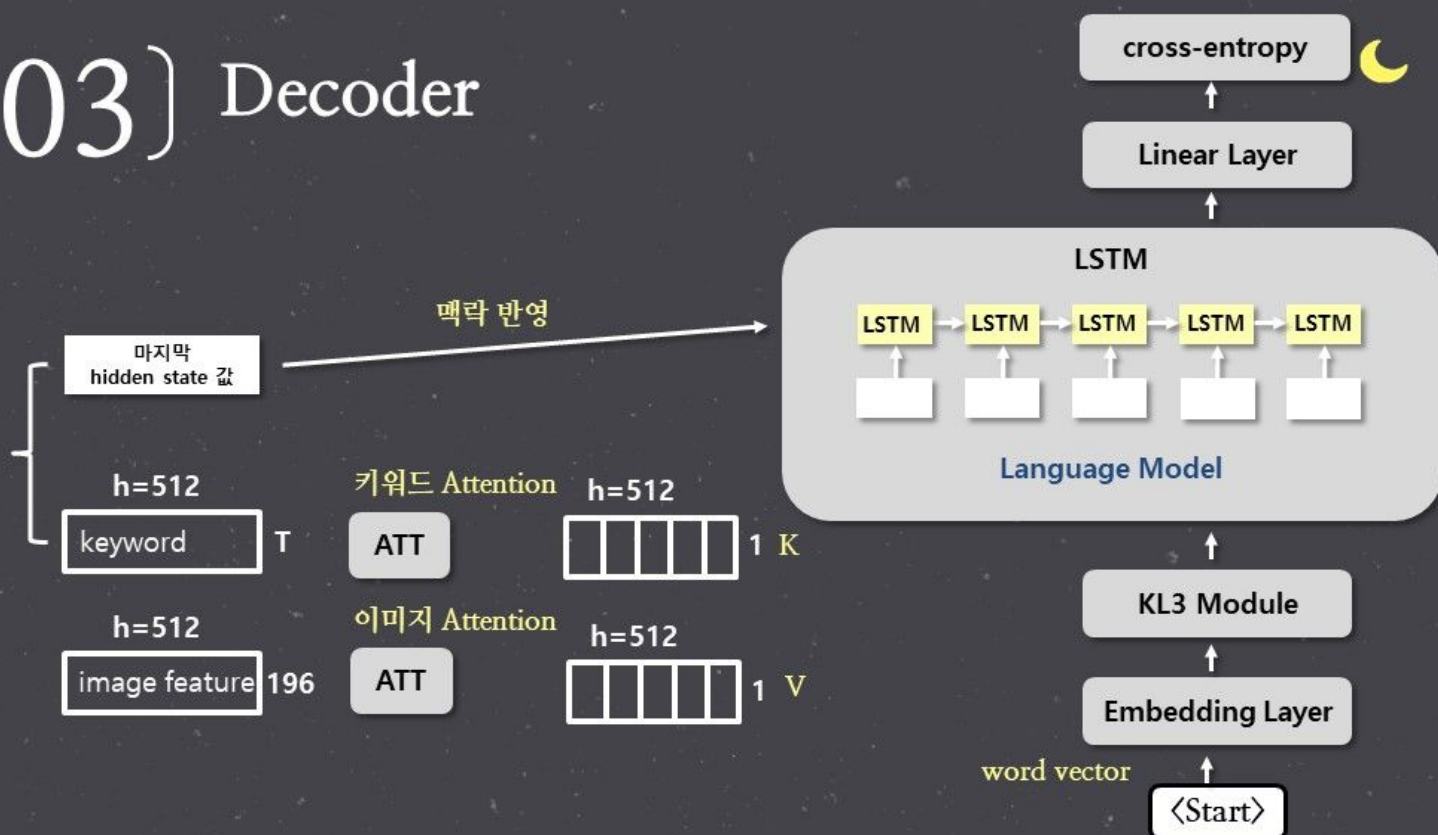 03) Decoder
cross-entropy
Linear Layer
LSTM
LSTM LSTM LSTM LSTM LSTM
Language Model
맥락 반영
마지막
hidden state 값
h=512
키워드 Attention
h=512
keyword
T
ATT
1 K
h=512
이미지 Attention
h=512
image feature
196
ATT
1 V
KL3 Module
Embedding Layer
word vector
<Start>